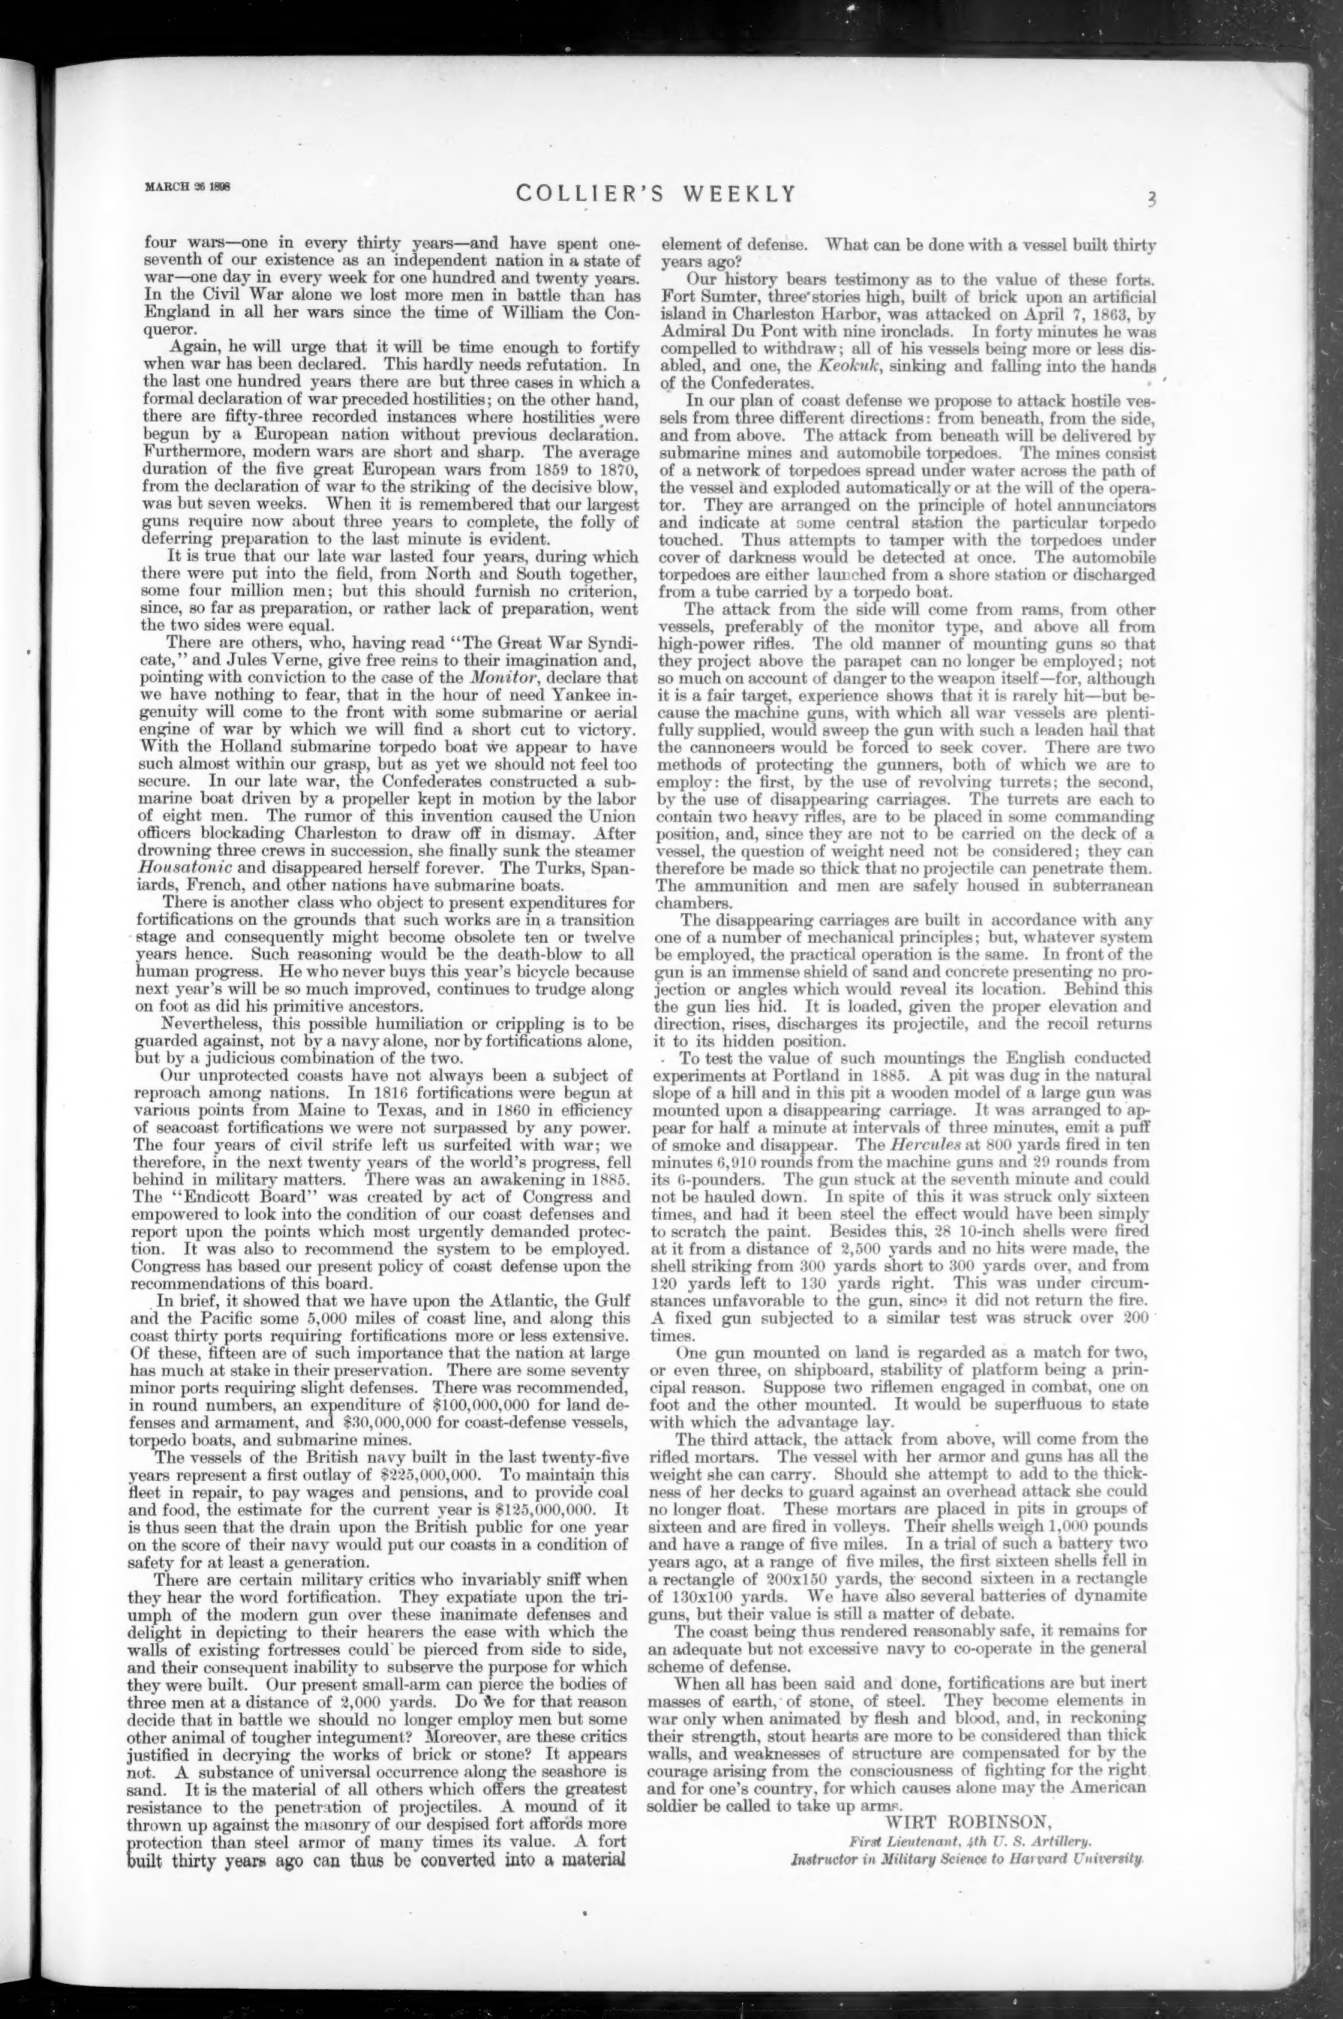 MARCH 26 1898
COLLIER'S WEEKLY
3
four wars—one in every thirty years—and have spent one-
seventh of our existence as an independent nation in a state of
war—one day in every week for one hundred and twenty years.
In the Civil War alone we lost more men in battle than has
England in all her wars since the time of William the Con-
queror.
Again, he will urge that it will be time enough to fortify
when war has been declared. This hardly needs refutation. In
the last one hundred years there are but three cases in which a
formal declaration of war preceded hostilities; on the other hand,
there are fifty-three recorded instances where hostilities were
begun by a European nation without previous declaration.
Furthermore, modern wars are short and sharp. The average
duration of the five great European wars from 1859 to 1870,
from the declaration of war to the striking of the decisive blow,
was but seven weeks. When it is remembered that our largest
guns require now about three years to complete, the folly of
deferring preparation to the last minute is evident.
It is true that our late war lasted four years, during which
there were put into the field, from North and South together,
some four million men; but this should furnish no criterion,
since, so far as preparation, or rather lack of preparation, went
the two sides were equal.
There are others, who, having read "The Great War Syndi-
cate," and Jules Verne, give free reins to their imagination and,
pointing with conviction to the case of the Monitor, declare that
we have nothing to fear, that in the hour of need Yankee in-
genuity will come to the front with some submarine or aerial
engine of war by which we will find a short cut to victory.
With the Holland submarine torpedo boat we appear to have
such almost within our grasp, but as yet we should not feel too
secure. In our late war, the Confederates constructed a sub-
marine boat driven by a propeller kept in motion by the labor
of eight men. The rumor of this invention caused the Union
officers blockading Charleston to draw off in dismay. After
drowning three crews in succession, she finally sunk the steamer
Housatonic and disappeared herself forever. The Turks, Span-
iards, French, and other nations have submarine boats.
There is another class who object to present expenditures for
fortifications on the grounds that such works are in a transition
stage and consequently might become obsolete ten or twelve
years hence. Such reasoning would be the death-blow to all
human progress. He who never buys this year's bicycle because
next year's will be so much improved, continues to trudge along
on foot as did his primitive ancestors.
Nevertheless, this possible humiliation or crippling is to be
guarded against, not by a navy alone, nor by fortifications alone,
but by a judicious combination of the two.
Our unprotected coasts have not always been a subject of
reproach among nations. In 1816 fortifications were begun at
various points from Maine to Texas, and in 1860 in efficiency
of seacoast fortifications we were not surpassed by any power.
The four years of civil strife left us surfeited with war; we
therefore, in the next twenty years of the world's progress, fell
behind in military matters. There was an awakening in 1885.
The "Endicott Board" was created by act of Congress and
empowered to look into the condition of our coast defenses and
report upon the points which most urgently demanded protec-
tion. It was also to recommend the system to be employed.
Congress has based our present policy of coast defense upon the
recommendations of this board.
In brief, it showed that we have upon the Atlantic, the Gulf
and the Pacific some 5,000 miles of coast line, and along this
coast thirty ports requiring fortifications more or less extensive.
Of these, fifteen are of such importance that the nation at large
has much at stake in their preservation. There are some seventy
minor ports requiring slight defenses. There was recommended,
in round numbers, an expenditure of $100,000,000 for land de-
fenses and armament, and $30,000,000 for coast-defense vessels,
torpedo boats, and submarine mines.
The vessels of the British navy built in the last twenty-five
years represent a first outlay of $225,000,000. To maintain this
fleet in repair, to pay wages and pensions, and to provide coal
and food, the estimate for the current year is $125,000,000. It
is thus seen that the drain upon the British public for one year
on the score of their navy would put our coasts in a condition of
safety for at least a generation.
There are certain military critics who invariably sniff when
they hear the word fortification. They expatiate upon the tri-
umph of the modern gun over these inanimate defenses and
delight in depicting to their hearers the ease with which the
walls of existing fortresses could be pierced from side to side,
and their consequent inability to subserve the purpose for which
they were built. Our present small-arm can pierce the bodies of
three men at a distance of 2,000 yards. Do we for that reason
decide that in battle we should no longer employ men but some
other animal of tougher integument? Moreover, are these critics
justified in decrying the works of brick or stone? It appears
not. A substance of universal occurrence along the seashore is
sand. It is the material of all others which offers the greatest
resistance to the penetration of projectiles. A mound of it
thrown up against the masonry of our despised fort affords more
protection than steel armor of many times its value. A fort
built thirty years ago can thus be converted into a material
element of defense. What can be done with a vessel built thirty
years ago?
Our history bears testimony as to the value of these forts.
Fort Sumter, three stories high, built of brick upon an artificial
island in Charleston Harbor, was attacked on April 7, 1863, by
Admiral Du Pont with nine ironclads. In forty minutes he was
compelled to withdraw; all of his vessels being more or less dis-
abled, and one, the Keokuk, sinking and falling into the hands
of the Confederates.
In our plan of coast defense we propose to attack hostile ves-
sels from three different directions: from beneath, from the side,
and from above. The attack from beneath will be delivered by
submarine mines and automobile torpedoes. The mines consist
of a network of torpedoes spread under water across the path of
the vessel and exploded automatically or at the will of the opera-
tor. They are arranged on the principle of hotel annunciators
and indicate at some central station the particular torpedo
touched. Thus attempts to tamper with the torpedoes under
cover of darkness would be detected at once. The automobile
torpedoes are either launched from a shore station or discharged
from a tube carried by a torpedo boat.
The attack from the side will come from rams, from other
vessels, preferably of the monitor type, and above all from
high-power rifles. The old manner of mounting guns so that
they project above the parapet can no longer be employed; not
so much on account of danger to the weapon itself—for, although
it is a fair target, experience shows that it is rarely hit—but be-
cause the machine guns, with which all war vessels are plenti-
fully supplied, would sweep the gun with such a leaden hail that
the cannoneers would be forced to seek cover. There are two
methods of protecting the gunners, both of which we are to
employ: the first, by the use of revolving turrets; the second,
by the use of disappearing carriages. The turrets are each to
contain two heavy rifles, are to be placed in some commanding
position, and, since they are not to be carried on the deck of a
vessel, the question of weight need not be considered; they can
therefore be made so thick that no projectile can penetrate them.
The ammunition and men are safely housed in subterranean
chambers.
The disappearing carriages are built in accordance with any
one of a number of mechanical principles; but, whatever system
be employed, the practical operation is the same. In front of the
gun is an immense shield of sand and concrete presenting no pro-
jection or angles which would reveal its location. Behind this
the gun lies hid. It is loaded, given the proper elevation and
direction, rises, discharges its projectile, and the recoil returns
it to its hidden position.
To test the value of such mountings the English conducted
experiments at Portland in 1885. A pit was dug in the natural
slope of a hill and in this pit a wooden model of a large gun was
mounted upon a disappearing carriage. It was arranged to ap-
pear for half a minute at intervals of three minutes, emit a puff
of smoke and disappear. The Hercules at 800 yards fired in ten
minutes 6,910 rounds from the machine guns and 29 rounds from
its 6-pounders. The gun stuck at the seventh minute and could
not be hauled down. In spite of this it was struck only sixteen
times, and had it been steel the effect would have been simply
to scratch the paint. Besides this, 28 10-inch shells were fired
at it from a distance of 2,500 yards and no hits were made, the
shell striking from 300 yards short to 300 yards over, and from
120 yards left to 130 yards right. This was under circum-
stances unfavorable to the gun, since it did not return the fire.
A fixed gun subjected to a similar test was struck over 200
times.
One gun mounted on land is regarded as a match for two,
or even three, on shipboard, stability of platform being a prin-
cipal reason. Suppose two riflemen engaged in combat, one on
foot and the other mounted. It would be superfluous to state
with which the advantage lay.
The third attack, the attack from above, will come from the
rifled mortars. The vessel with her armor and guns has all the
weight she can carry. Should she attempt to add to the thick-
ness of her decks to guard against an overhead attack she could
no longer float. These mortars are placed in pits in groups of
sixteen and are fired in volleys. Their shells weigh 1,000 pounds
and have a range of five miles. In a trial of such a battery two
years ago, at a range of five miles, the first sixteen shells fell in
a rectangle of 200x150 yards, the second sixteen in a rectangle
of 130x100 yards. We have also several batteries of dynamite
guns, but their value is still a matter of debate.
The coast being thus rendered reasonably safe, it remains for
an adequate but not excessive navy to co-operate in the general
scheme of defense.
When all has been said and done, fortifications are but inert
masses of earth, of stone, of steel. They become elements in
war only when animated by flesh and blood, and, in reckoning
their strength, stout hearts are more to be considered than thick
walls, and weaknesses of structure are compensated for by the
courage arising from the consciousness of fighting for the right
and for one's country, for which causes alone may the American
soldier be called to take up arms.
WIRT ROBINSON,
First Lieutenant, 4th U. S. Artillery.
Instructor in Military Science to Harvard University.